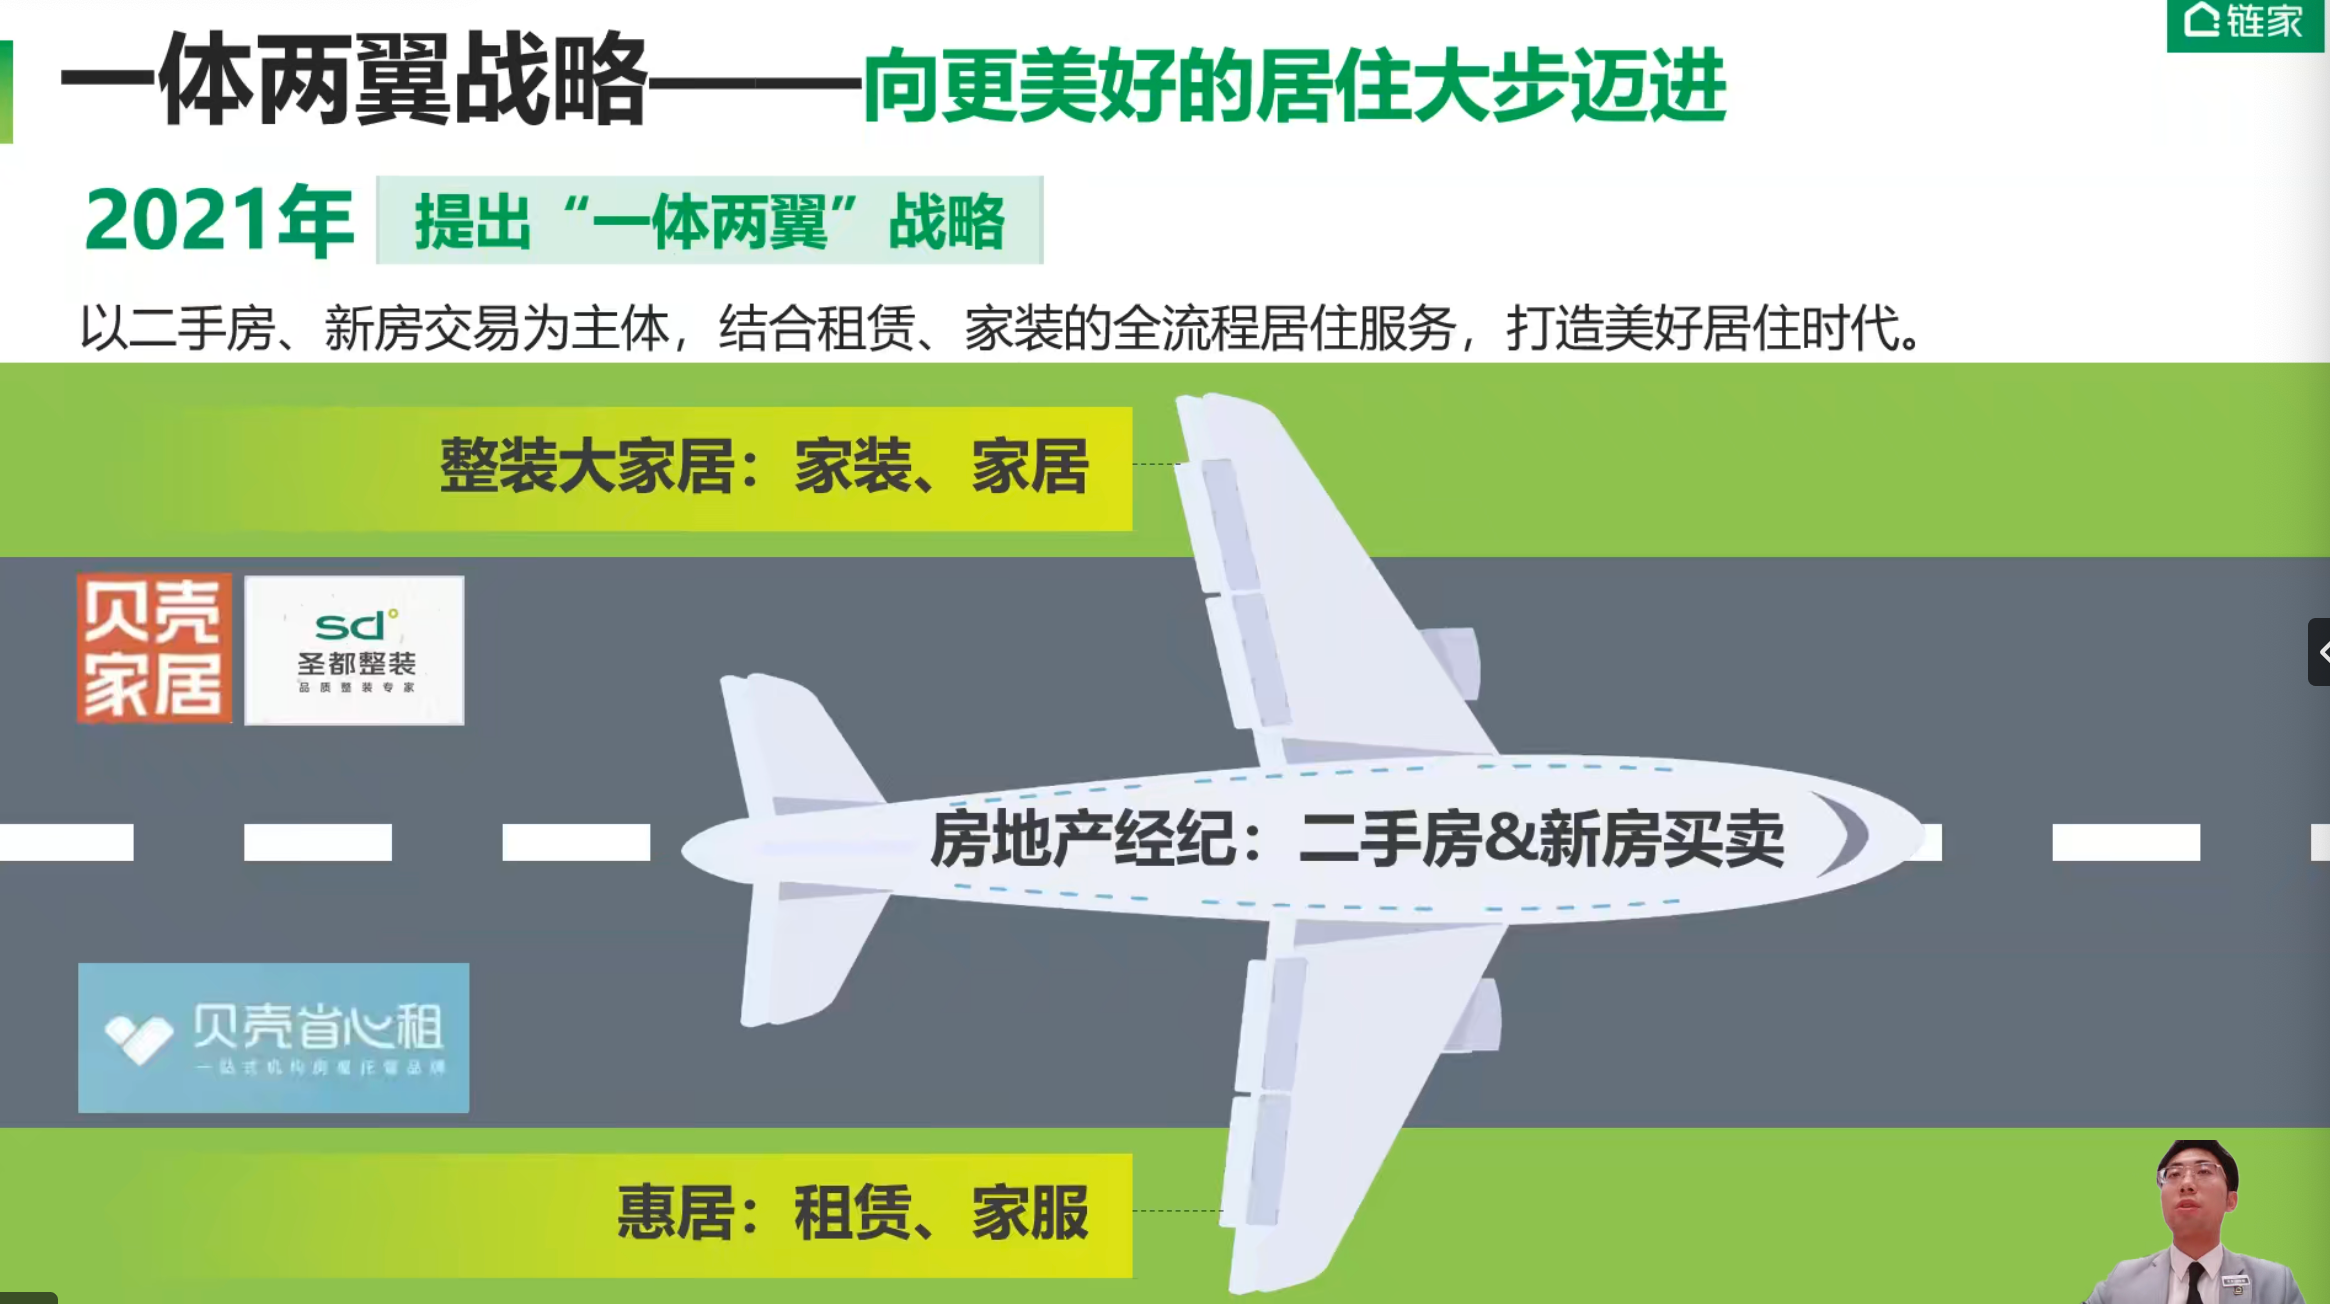 链家
一体两翼战略——向更美好的居住大步迈进
2021年 提出“一体两翼”战略
以二手房、新房交易为主体，结合租赁、家装的全流程居住服务，打造美好居住时代。
整装大家居：家装、家居
贝壳
家居
sd
圣都整装
品质整装专家
房地产经纪：二手房&新房买卖
贝壳省心租
一站式机构房屋托管品牌
惠居：租赁、家服